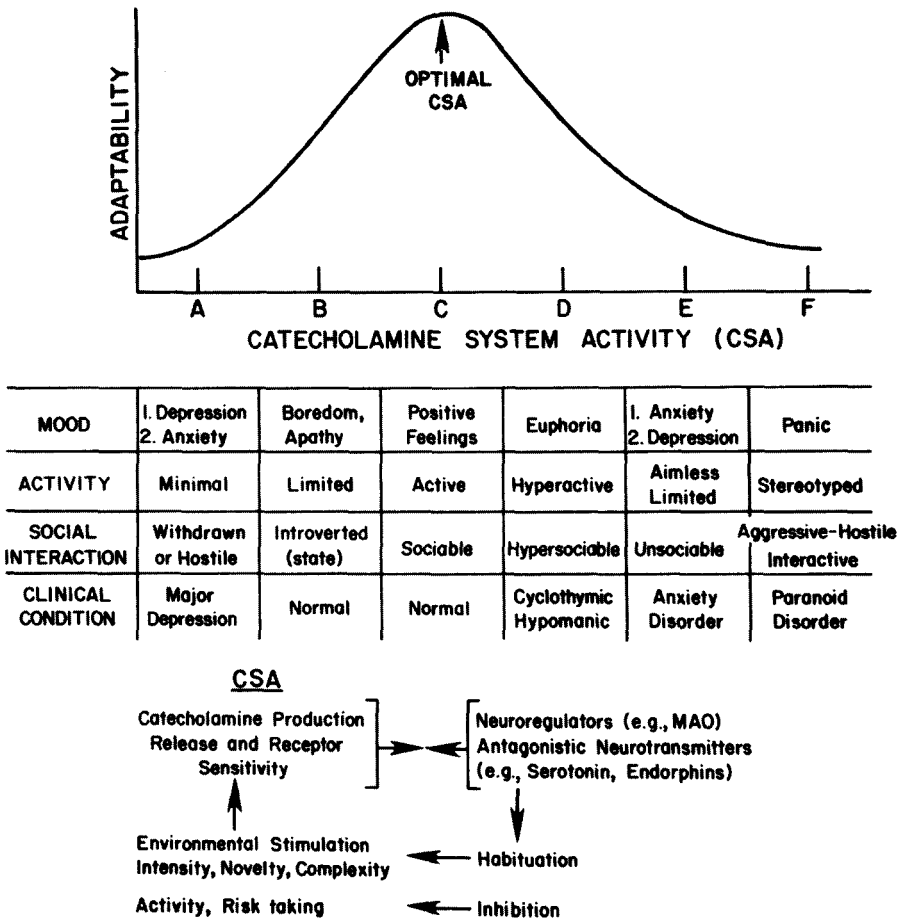 ADAPTABILITY
OPTIMAL
CSA
A B C D E F
CATECHOLAMINE SYSTEM ACTIVITY (CSA)
MOOD
1. Depression
2. Anxiety
Boredom,
Apathy
Positive
Feelings
Euphoria
1. Anxiety
2. Depression
Panic
ACTIVITY
Minimal
Limited
Active
Hyperactive
Aimless
Limited
Stereotyped
SOCIAL
INTERACTION
Withdrawn
or Hostile
Introverted
(state)
Sociable
Hypersociable
Unsociable
Aggressive-Hostile
Interactive
CLINICAL
CONDITION
Major
Depression
Normal
Normal
Cyclothymic
Hypomanic
Anxiety
Disorder
Paranoid
Disorder
CSA
Catecholamine Production
Release and Receptor
Sensitivity
Neuroregulators (e.g., MAO)
Antagonistic Neurotransmitters
(e.g., Serotonin, Endorphins)
Environmental Stimulation
Intensity, Novelty, Complexity
Habituation
Activity, Risk taking
Inhibition